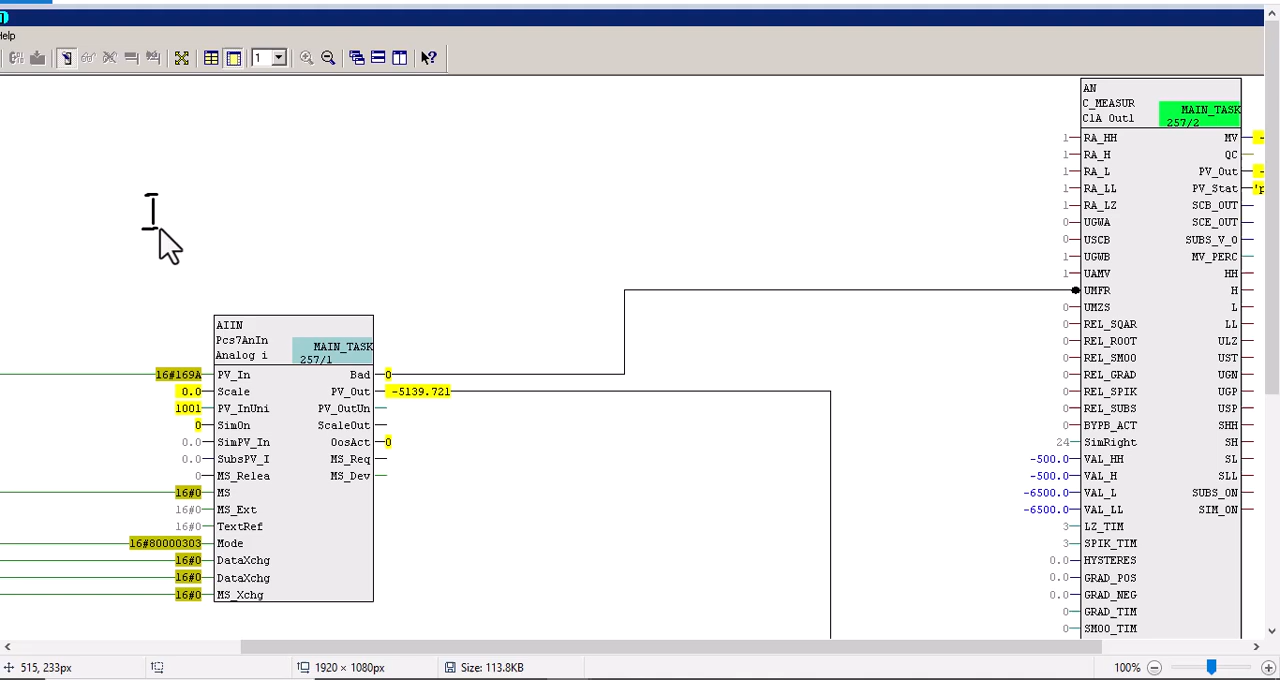 Help
1
AN
C_MEASUR
ClA Outl
MAIN_TASK
257/2
1 RA_HH MV
1 RA_H QC
1 RA_L PV_Out
1 RA_LL PV_Stat 'p
1 RA_LZ SCB_OUT
0 UGWA SCE_OUT
0 USCB SUBS_V_O
1 UGWB MV_PERC
1 UAMV HH
UMFR H
0 UMZS L
0 REL_SQAR LL
0 REL_ROOT ULZ
0 REL_SMOO UST
0 REL_GRAD UGN
0 REL_SPIK UGP
0 REL_SUBS USP
0 BYPB_ACT SHH
24 SimRight SH
-500.0 VAL_HH SL
-500.0 VAL_H SLL
-6500.0 VAL_L SUBS_ON
-6500.0 VAL_LL SIM_ON
3 LZ_TIM
3 SPIK_TIM
0.0 HYSTERES
0.0 GRAD_POS
0.0 GRAD_NEG
0 GRAD_TIM
0 SMOO_TIM
AIIN
Pcs7AnIn
Analog i
MAIN_TASK
257/1
16#169A PV_In Bad 0
0.0 Scale PV_Out -5139.721
1001 PV_InUni PV_OutUn
0 SimOn ScaleOut
0.0 SimPV_In OosAct 0
0.0 SubsPV_I MS_Req
0 MS_Relea MS_Dev
16#0 MS
16#0 MS_Ext
16#0 TextRef
16#80000303 Mode
16#0 DataXchg
16#0 DataXchg
16#0 MS_Xchg
515, 233px
1920 × 1080px
Size: 113.8KB
100%